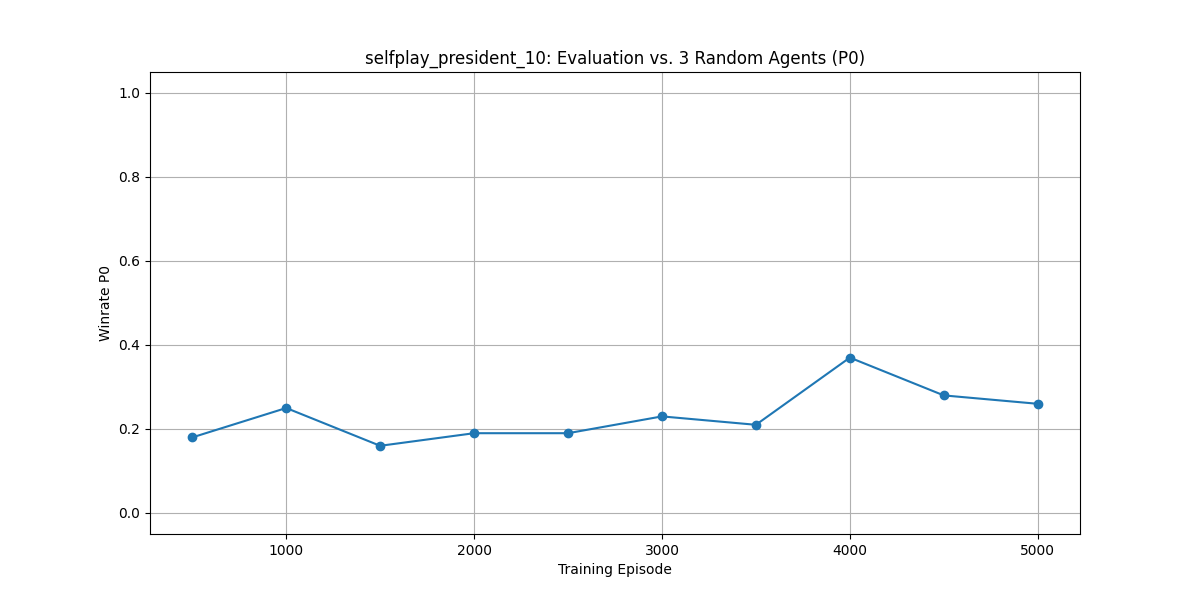 selfplay_president_10: Evaluation vs. 3 Random Agents (P0)
1.0
0.8
0.6
0.4
0.2
0.0
Winrate P0
1000 2000 3000 4000 5000
Training Episode